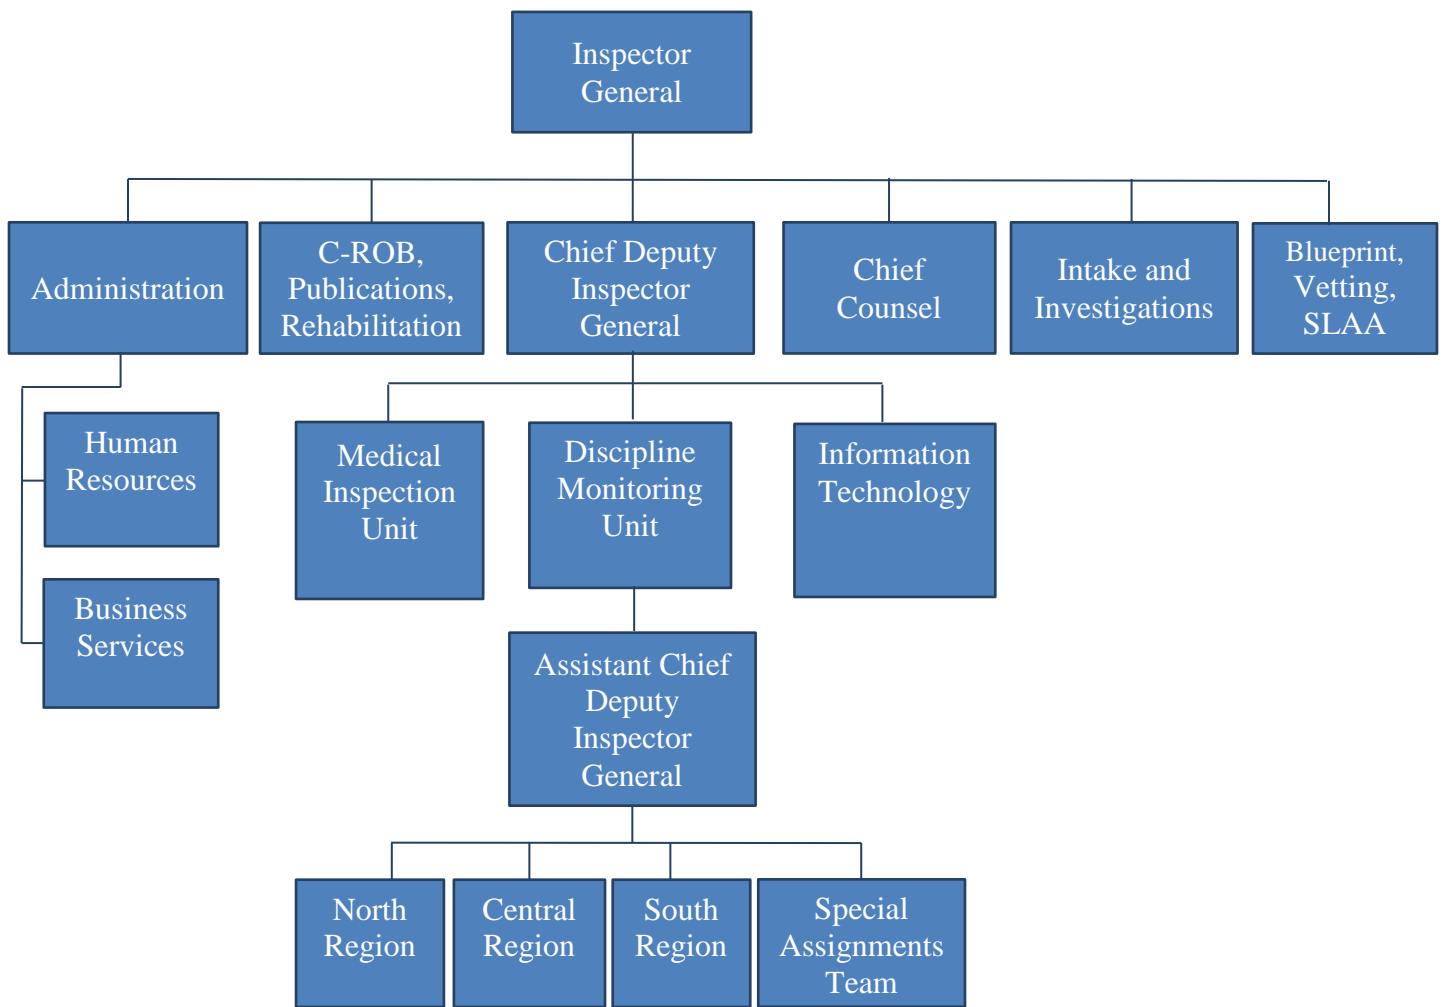 Inspector
General
Administration
C-ROB,
Publications,
Rehabilitation
Chief Deputy
Inspector
General
Chief
Counsel
Intake and
Investigations
Blueprint,
Vetting,
SLAA
Human
Resources
Business
Services
Medical
Inspection
Unit
Discipline
Monitoring
Unit
Information
Technology
Assistant Chief
Deputy
Inspector
General
North
Region
Central
Region
South
Region
Special
Assignments
Team